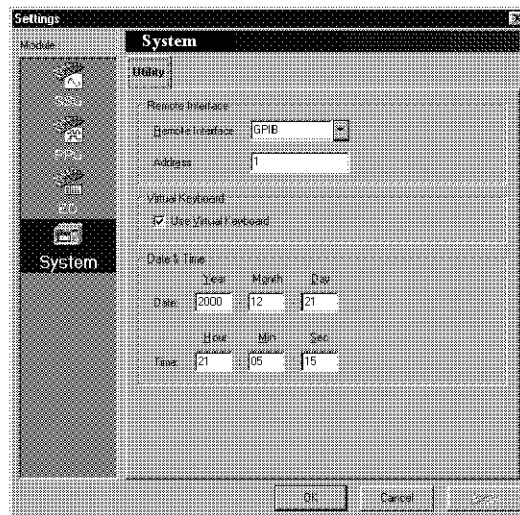 Settings
Module
System
Utility
Remote Interface
Remote Interface GPIB
Address 1
Virtual Keyboard
Use Virtual Keyboard
System
Date & Time
Year Month Day
Date: 2000 12 21
Hour Min Sec
Time: 21 05 15
OK Cancel